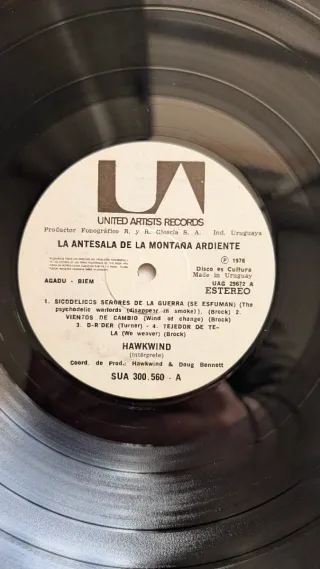 UA
UNITED ARTISTS RECORDS
Productor Fonográfico R. y R. Gioscia S. A. Ind. Uruguaya
LA ANTESALA DE LA MONTAÑA ARDIENTE
℗ 1976
Disco es Cultura
Made in Uruguay
AGADU - BIEM
UAG 29672 A
ESTEREO
1. SICODELICOS SEÑORES DE LA GUERRA (SE ESFUMAN) (The
psychedelic warlords (disappear in smoke)). (Brock) 2.
VIENTOS DE CAMBIO (Wind of change) (Brock)
3. D-RIDER (Turner) - 4. TEJEDOR DE TE-
LA (We weaver) (Brock)
HAWKWIND
(Intérprete)
Coord. de Prod.: Hawkwind & Doug Bennett
SUA 300.560 - A